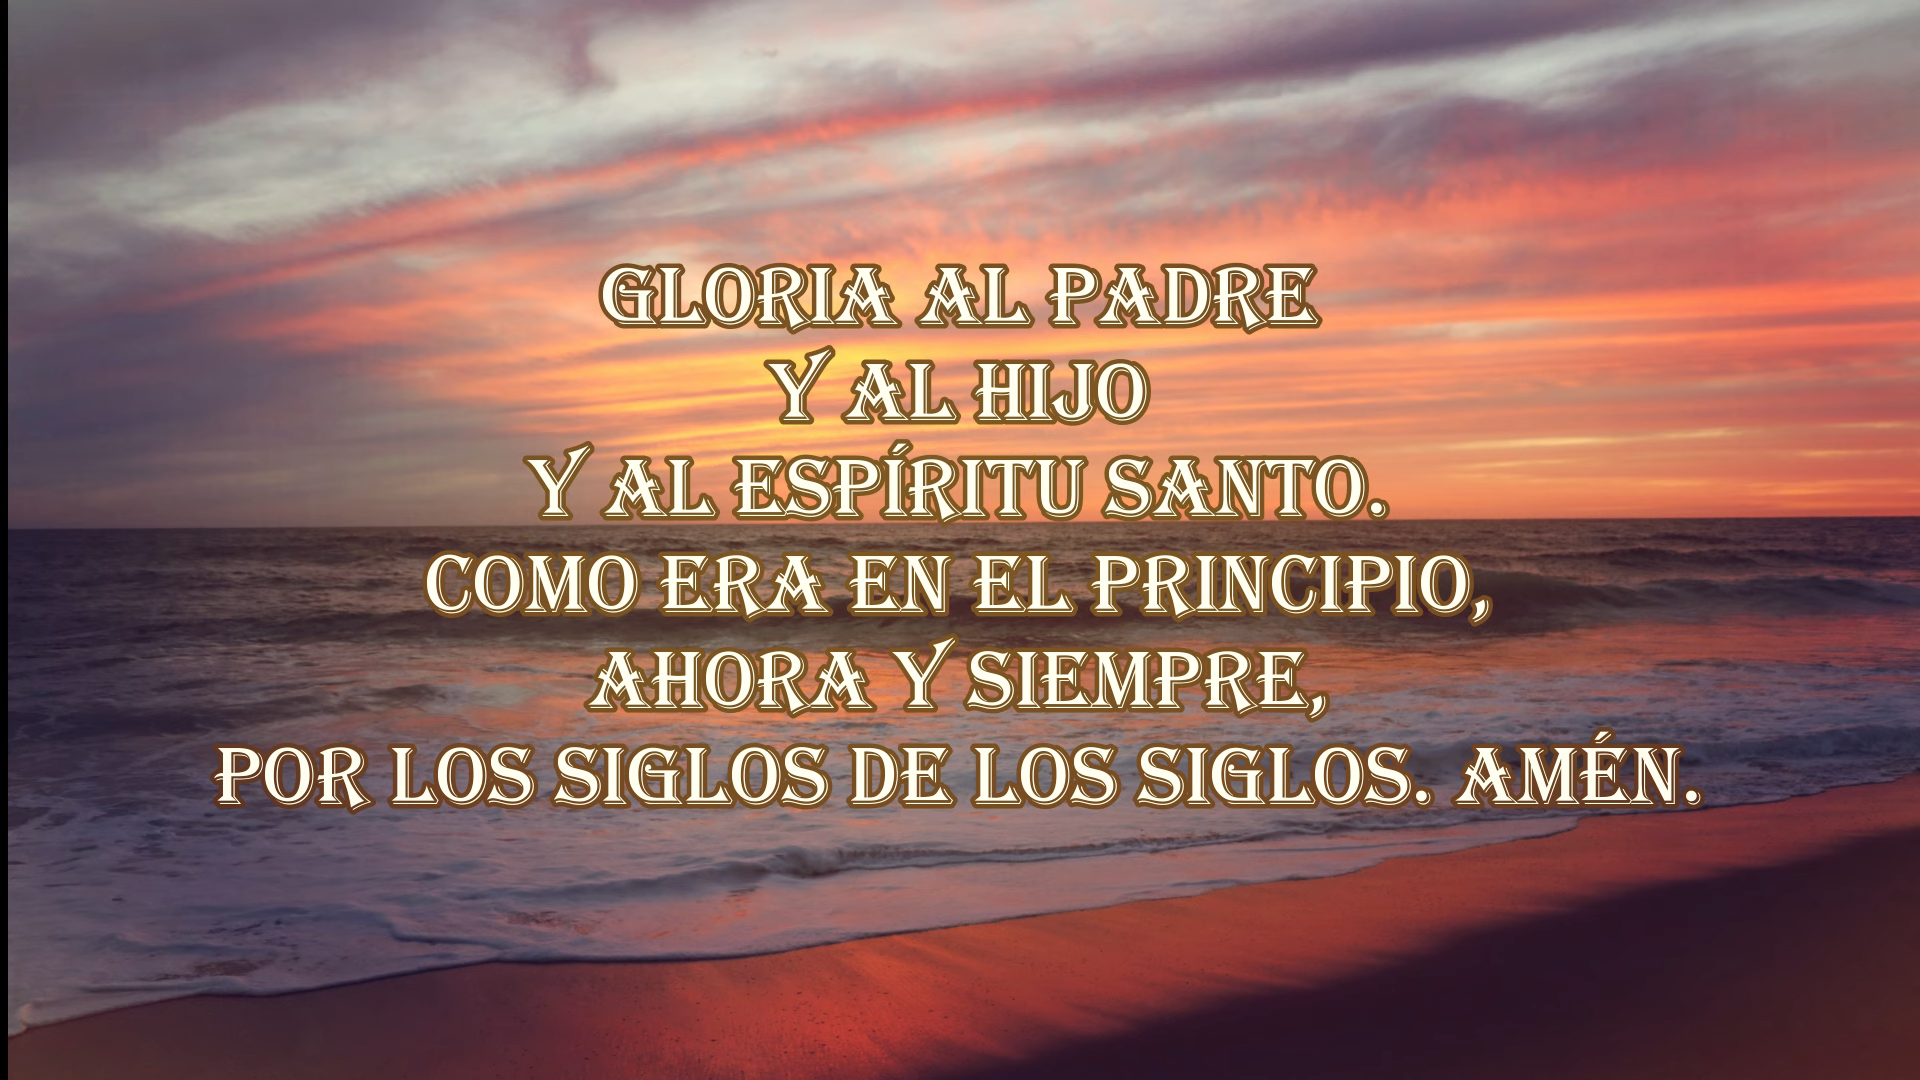 GLORIA AL PADRE
Y AL HIJO
Y AL ESPÍRITU SANTO.
COMO ERA EN EL PRINCIPIO,
AHORA Y SIEMPRE,
POR LOS SIGLOS DE LOS SIGLOS. AMÉN.